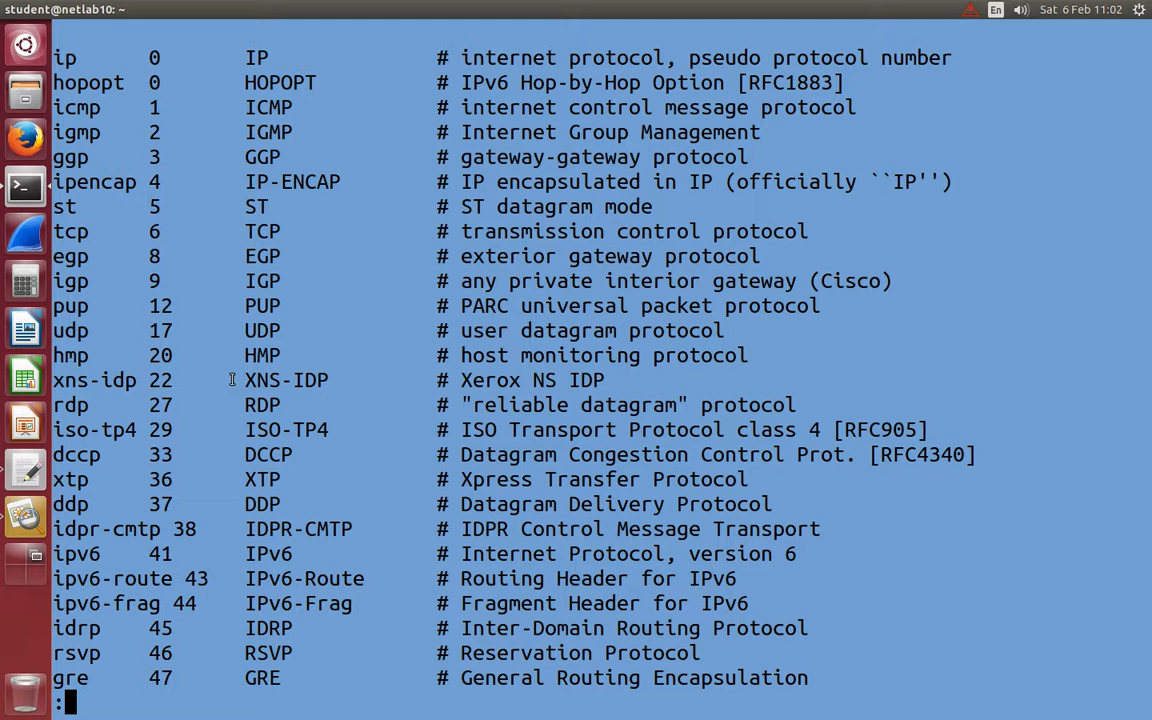 student@netlab10: ~
En
Sat 6 Feb 11:02
ip 0 IP # internet protocol, pseudo protocol number
hopopt 0 HOPOPT # IPv6 Hop-by-Hop Option [RFC1883]
icmp 1 ICMP # internet control message protocol
igmp 2 IGMP # Internet Group Management
ggp 3 GGP # gateway-gateway protocol
ipencap 4 IP-ENCAP # IP encapsulated in IP (officially ``IP'')
st 5 ST # ST datagram mode
tcp 6 TCP # transmission control protocol
egp 8 EGP # exterior gateway protocol
igp 9 IGP # any private interior gateway (Cisco)
pup 12 PUP # PARC universal packet protocol
udp 17 UDP # user datagram protocol
hmp 20 HMP # host monitoring protocol
xns-idp 22 XNS-IDP # Xerox NS IDP
rdp 27 RDP # "reliable datagram" protocol
iso-tp4 29 ISO-TP4 # ISO Transport Protocol class 4 [RFC905]
dccp 33 DCCP # Datagram Congestion Control Prot. [RFC4340]
xtp 36 XTP # Xpress Transfer Protocol
ddp 37 DDP # Datagram Delivery Protocol
idpr-cmtp 38 IDPR-CMTP # IDPR Control Message Transport
ipv6 41 IPv6 # Internet Protocol, version 6
ipv6-route 43 IPv6-Route # Routing Header for IPv6
ipv6-frag 44 IPv6-Frag # Fragment Header for IPv6
idrp 45 IDRP # Inter-Domain Routing Protocol
rsvp 46 RSVP # Reservation Protocol
gre 47 GRE # General Routing Encapsulation
: